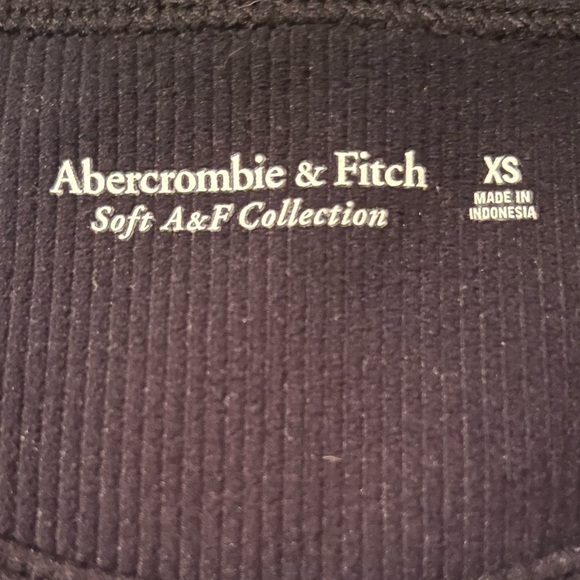 Abercrombie & Fitch
Soft A&F Collection
XS
MADE IN
INDONESIA